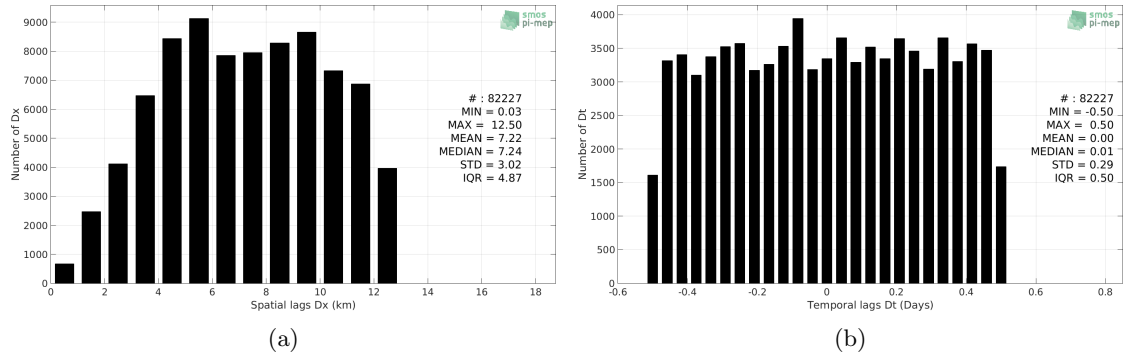 smos
pi-mep
9000
8000
7000
6000
5000
4000
3000
2000
1000
0
Number of Dx
# : 82227
MIN = 0.03
MAX = 12.50
MEAN = 7.22
MEDIAN = 7.24
STD = 3.02
IQR = 4.87
0 2 4 6 8 10 12 14 16 18
Spatial lags Dx (km)
(a)
smos
pi-mep
4000
3500
3000
2500
2000
1500
1000
500
0
Number of Dt
# : 82227
MIN = -0.50
MAX = 0.50
MEAN = 0.00
MEDIAN = 0.01
STD = 0.29
IQR = 0.50
-0.6 -0.4 -0.2 0 0.2 0.4 0.6 0.8
Temporal lags Dt (Days)
(b)